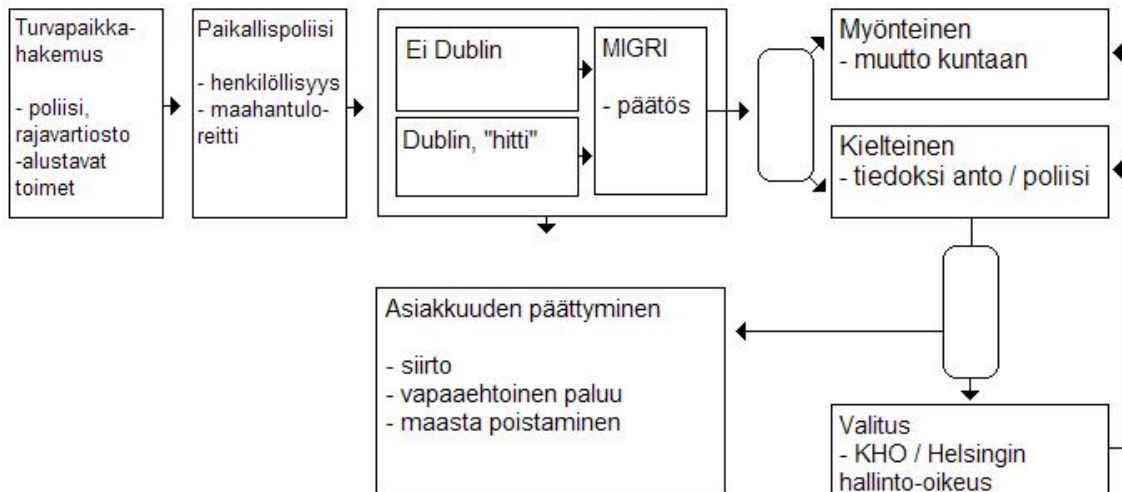 Turvapaikka-
hakemus
- poliisi,
rajavartiosto
-alustavat
toimet
Paikallispoliisi
- henkilöllisyys
- maahantulo-
reitti
Ei Dublin
Dublin, "hitti"
MIGRI
- päätös
Myönteinen
- muutto kuntaan
Kielteinen
- tiedoksi anto / poliisi
Asiakkuuden päättyminen
- siirto
- vapaaehtoinen paluu
- maasta poistaminen
Valitus
- KHO / Helsingin
hallinto-oikeus